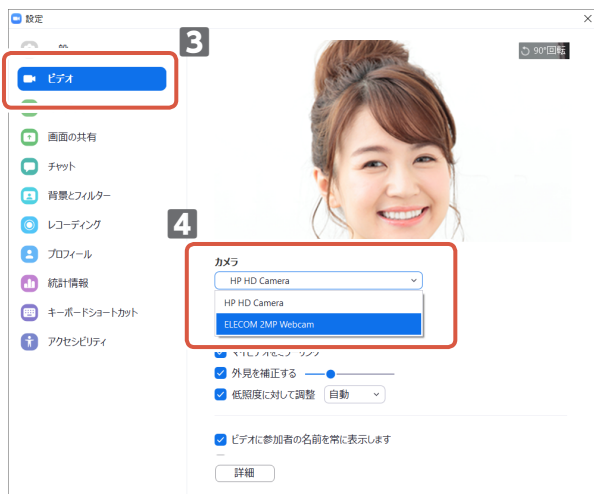 設定
3
90°回転
ビデオ
画面の共有
チャット
背景とフィルター
レコーディング
プロフィール
統計情報
キーボードショートカット
アクセシビリティ
4
カメラ
HP HD Camera
HP HD Camera
ELECOM 2MP Webcam
外見を補正する
低照度に対して調整 自動
ビデオに参加者の名前を常に表示します
詳細